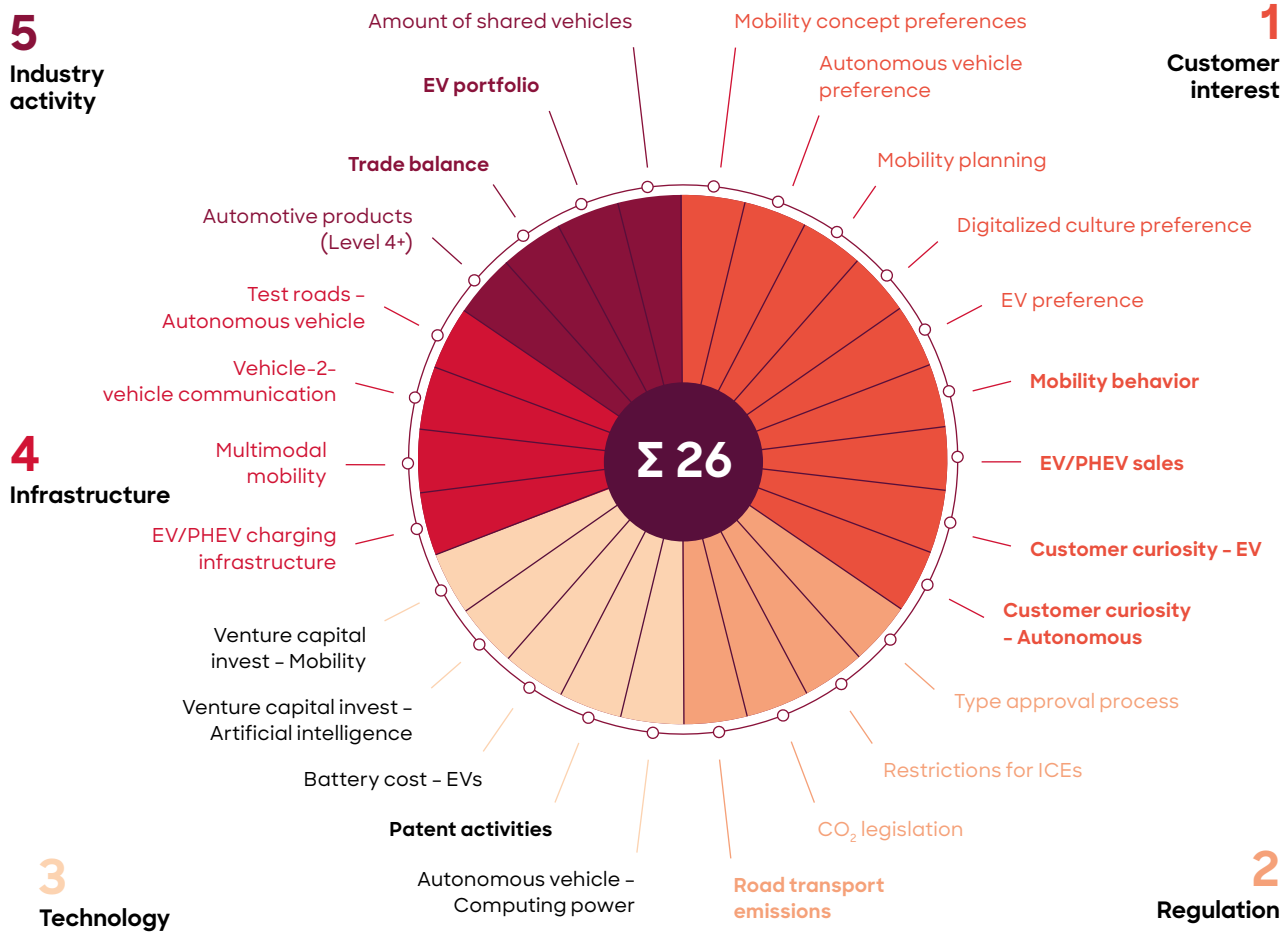 5
Industry
activity
1
Customer
interest
Amount of shared vehicles
EV portfolio
Trade balance
Automotive products
(Level 4+)
Test roads –
Autonomous vehicle
Vehicle-2-
vehicle communication
Multimodal
mobility
EV/PHEV charging
infrastructure
4
Infrastructure
Mobility concept preferences
Autonomous vehicle
preference
Mobility planning
Digitalized culture preference
EV preference
Mobility behavior
EV/PHEV sales
Customer curiosity – EV
Customer curiosity
– Autonomous
Σ 26
Type approval process
Restrictions for ICEs
CO₂ legislation
Road transport
emissions
2
Regulation
Venture capital
invest – Mobility
Venture capital invest –
Artificial intelligence
Battery cost – EVs
Patent activities
Autonomous vehicle –
Computing power
3
Technology